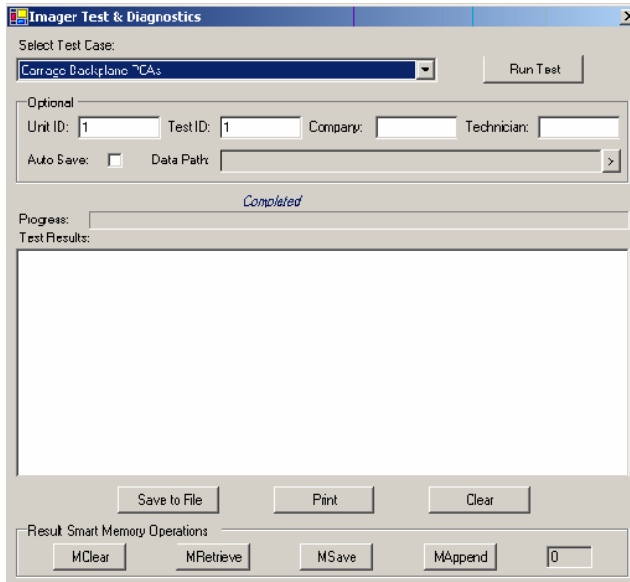 Imager Test & Diagnostics
Select Test Case:
Carrage Backplane PCAs
Run Test
Optional
Unit ID: 1 Test ID: 1 Company: Technician:
Auto Save: Data Path: >
Completed
Progress:
Test Results:
Save to File Print Clear
Result Smart Memory Operations
MClear MRetrieve MSave MAppend 0